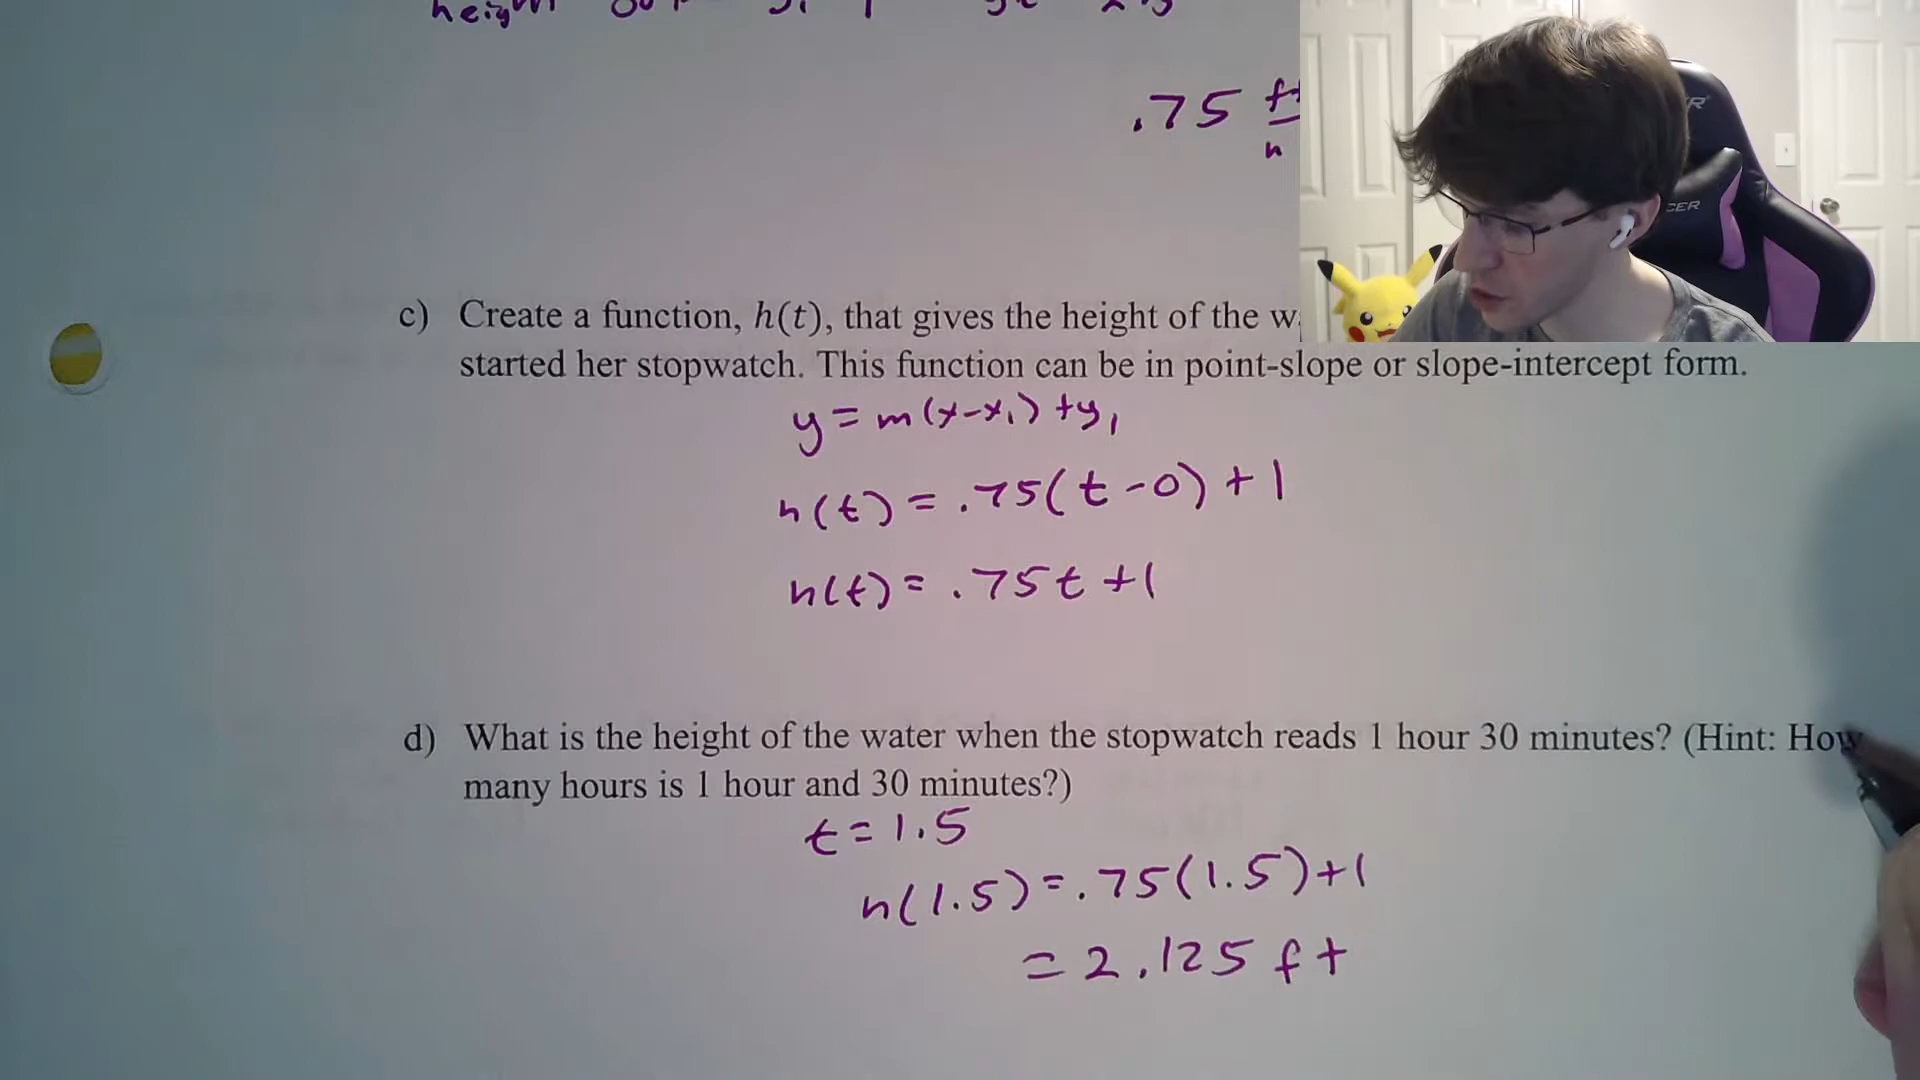 height
.75 ft
h
c) Create a function, h(t), that gives the height of the w
started her stopwatch. This function can be in point-slope or slope-intercept form.
y = m(x-x₁) + y₁
h(t) = .75(t-0) + 1
h(t) = .75t + 1
d) What is the height of the water when the stopwatch reads 1 hour 30 minutes? (Hint: How
many hours is 1 hour and 30 minutes?)
t = 1.5
h(1.5) = .75(1.5) + 1
= 2.125 ft